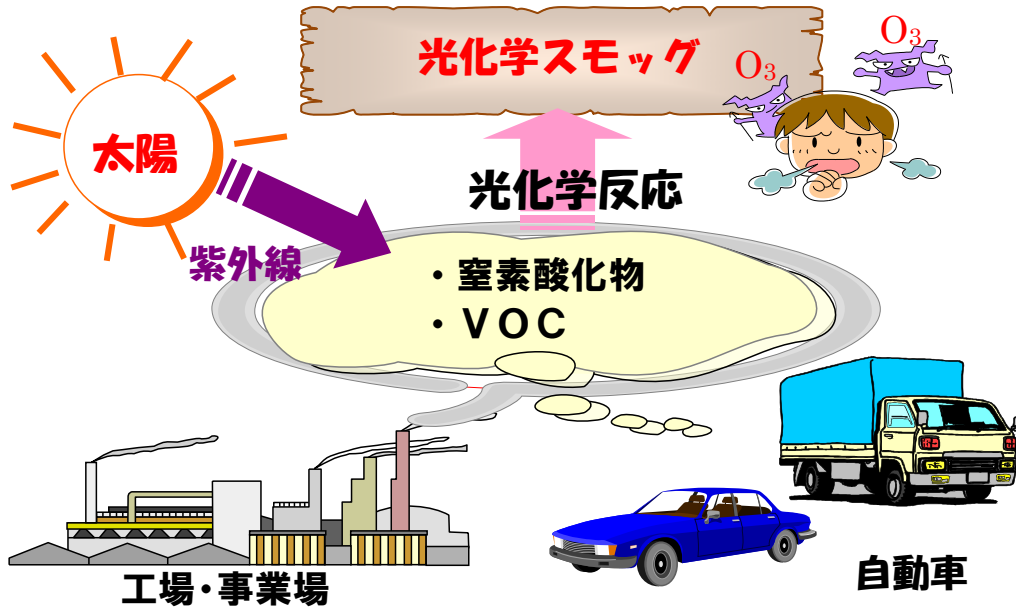 光化学スモッグ
O₃
O₃
太陽
光化学反応
紫外線
・窒素酸化物
・ＶＯＣ
工場・事業場
自動車